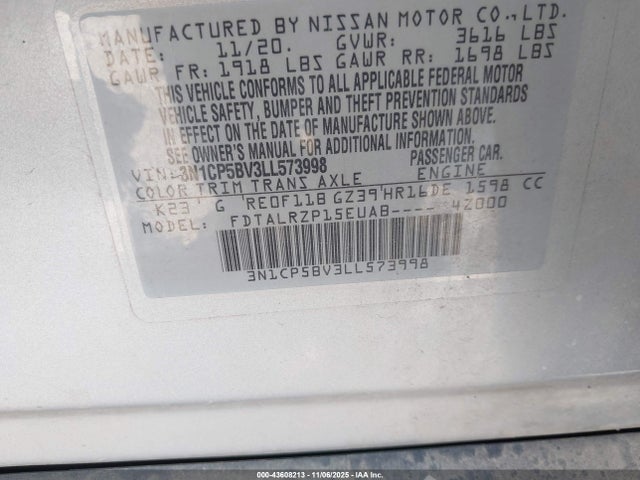 MANUFACTURED BY NISSAN MOTOR CO., LTD.
DATE: 11/20. GVWR: 3616 LBS
GAWR FR: 1918 LBS GAWR RR: 1698 LBS
THIS VEHICLE CONFORMS TO ALL APPLICABLE FEDERAL MOTOR
VEHICLE SAFETY, BUMPER AND THEFT PREVENTION STANDARDS
IN EFFECT ON THE DATE OF MANUFACTURE SHOWN ABOVE.
SEE OWNER'S MANUAL FOR ADDITIONAL INFORMATION.
VIN: 3N1CP5BV3LL573998 PASSENGER CAR.
COLOR TRIM TRANS AXLE ENGINE
K23 G RE0F11B GZ39 HR16DE 1598 CC
MODEL: FDTALRZP15EUAB---- 4Z000
3N1CP5BV3LL573998
000-43608213 - 11/06/2025 - IAA Inc.